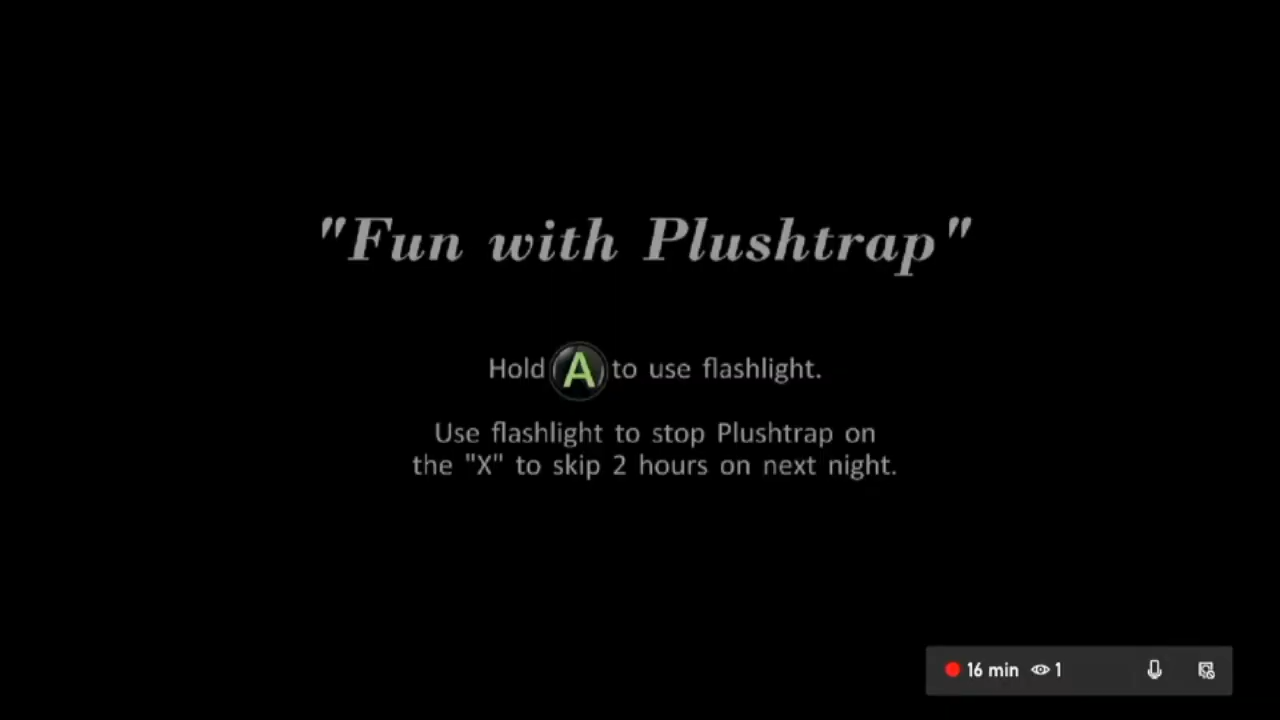 "Fun with Plushtrap"
Hold A to use flashlight.
Use flashlight to stop Plushtrap on
the "X" to skip 2 hours on next night.
16 min 1